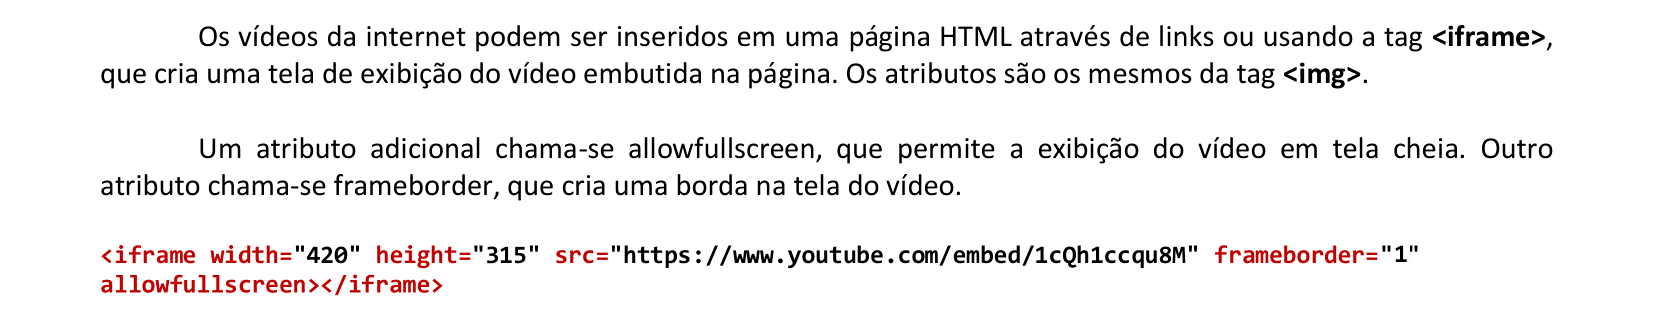 Os vídeos da internet podem ser inseridos em uma página HTML através de links ou usando a tag <iframe>,
que cria uma tela de exibição do vídeo embutida na página. Os atributos são os mesmos da tag <img>.
Um atributo adicional chama-se allowfullscreen, que permite a exibição do vídeo em tela cheia. Outro
atributo chama-se frameborder, que cria uma borda na tela do vídeo.
<iframe width="420" height="315" src="https://www.youtube.com/embed/1cQh1ccqu8M" frameborder="1"
allowfullscreen></iframe>